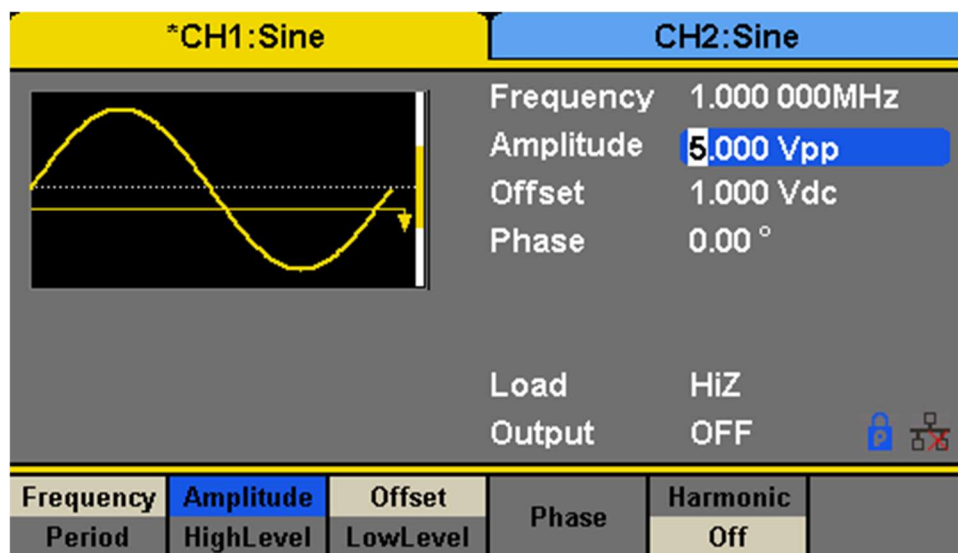 *CH1:Sine
CH2:Sine
Frequency 1.000 000MHz
Amplitude 5.000 Vpp
Offset 1.000 Vdc
Phase 0.00 °
Load HiZ
Output OFF
P
Frequency Amplitude Offset Phase Harmonic
Period HighLevel LowLevel Off